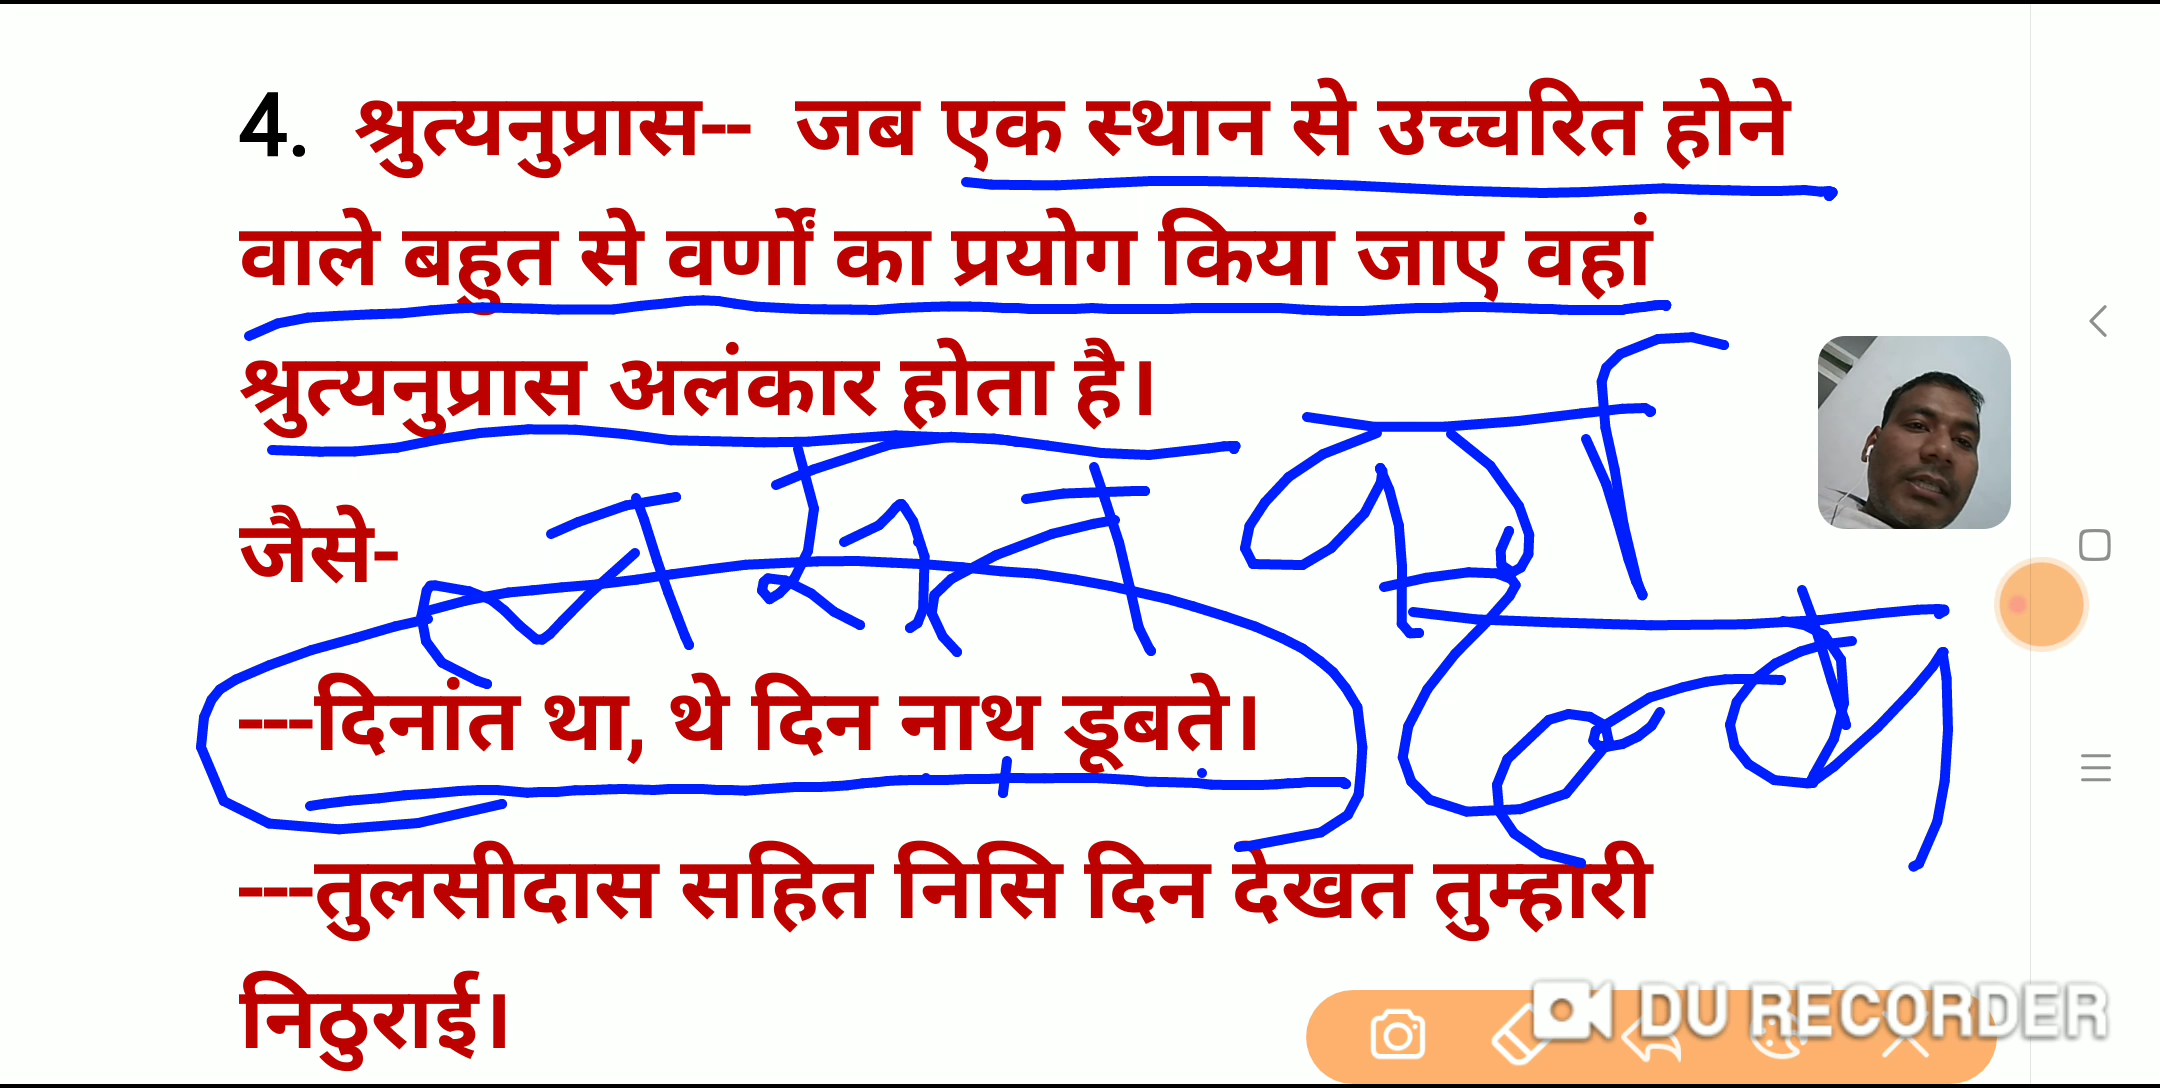 4. श्रुत्यनुप्रास-- जब एक स्थान से उच्चरित होने
वाले बहुत से वर्णों का प्रयोग किया जाए वहां
श्रुत्यनुप्रास अलंकार होता है।
जैसे-
---दिनांत था, थे दिन नाथ डूबते।
---तुलसीदास सहित निसि दिन देखत तुम्हारी
निठुराई।
DU RECORDER